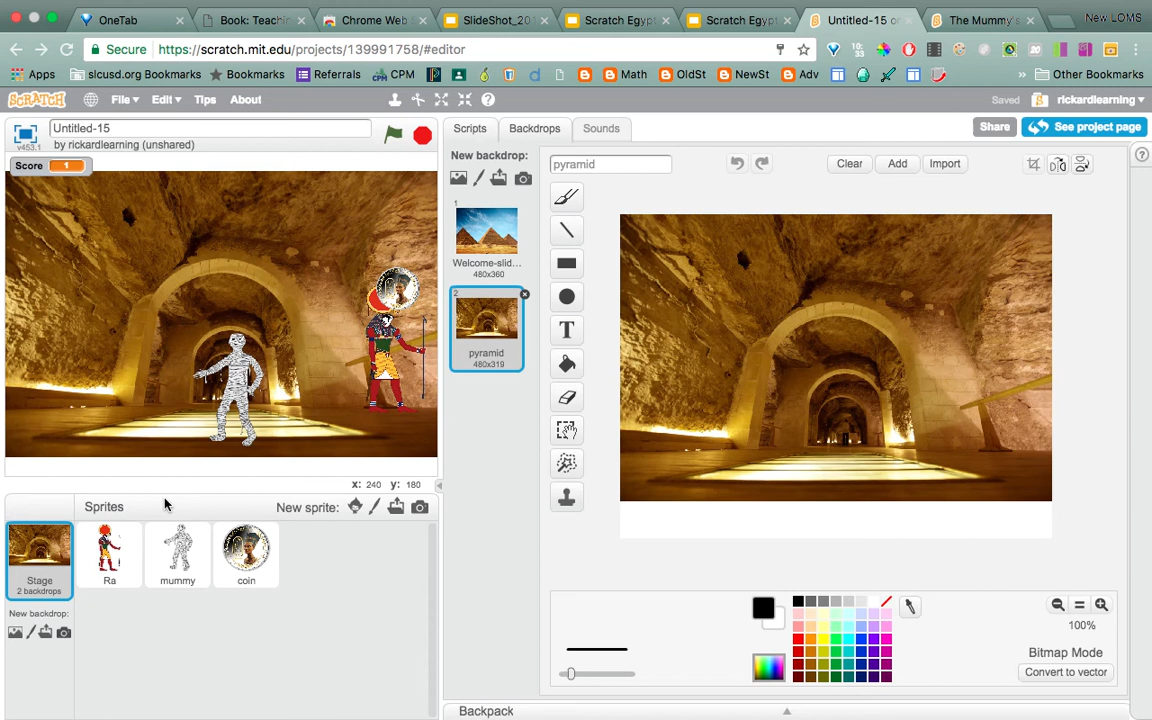 OneTab
Book: Teachin
Chrome Web S
SlideShot_201
Scratch Egypt
Scratch Egypt
Untitled-15 on
The Mummy's
New LOMS
Secure
https://scratch.mit.edu/projects/139991758/#editor
10:
33
Apps
slcusd.org Bookmarks
Bookmarks
Referrals
CPM
Math
OldSt
NewSt
Adv
»
Other Bookmarks
SCRATCH
File▼
Edit▼
Tips
About
Saved
rickardlearning▼
Untitled-15
by rickardlearning (unshared)
v453.1
Scripts
Backdrops
Sounds
Share
See project page
Score 1
New backdrop:
pyramid
Clear
Add
Import
1
Welcome-slid...
480x360
2
pyramid
480x319
T
x: 240 y: 180
Sprites
New sprite:
Stage
2 backdrops
Ra
mummy
coin
New backdrop:
100%
Bitmap Mode
Convert to vector
Backpack